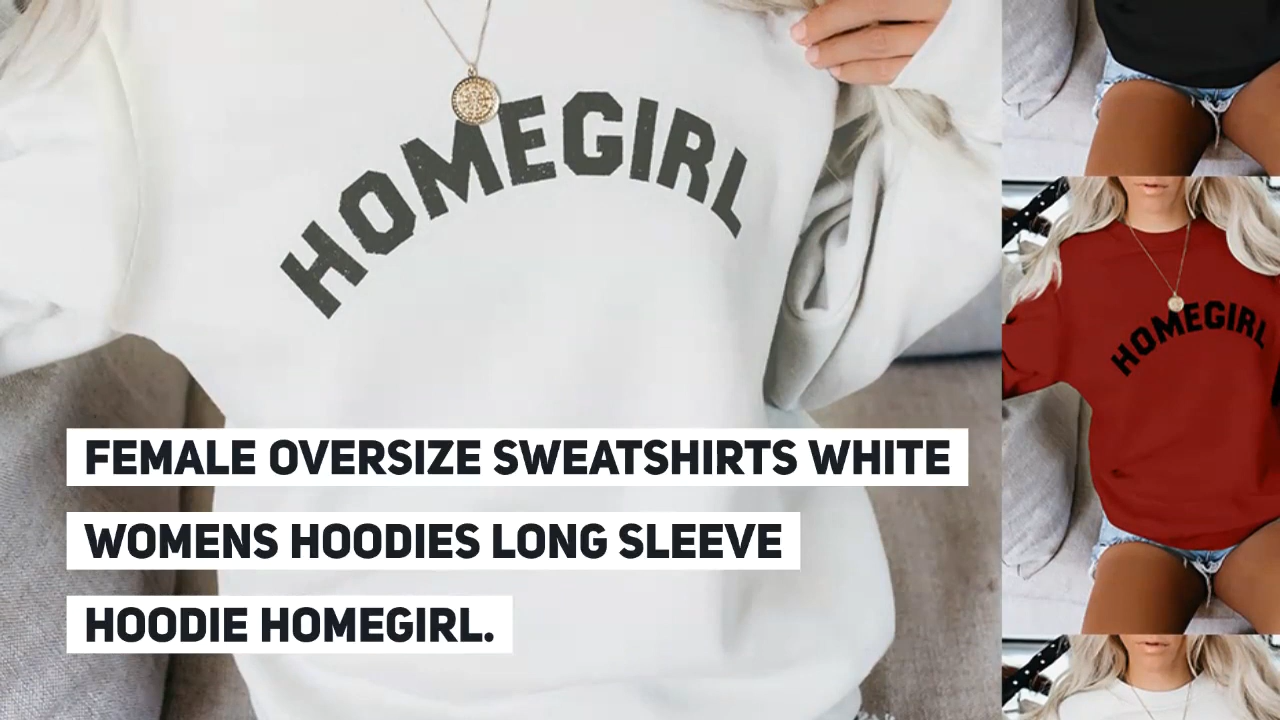 HOMEGIRL
FEMALE OVERSIZE SWEATSHIRTS WHITE
WOMENS HOODIES LONG SLEEVE
HOODIE HOMEGIRL.
HOMEGIRL